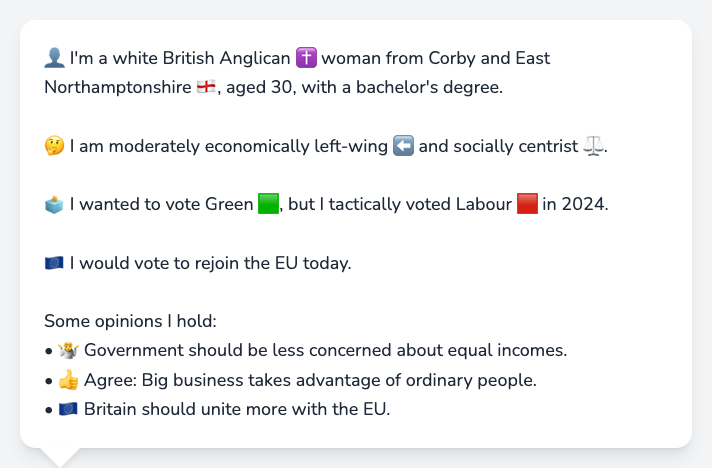 👤 I'm a white British Anglican ✝️ woman from Corby and East
Northamptonshire 🏴󠁧󠁢󠁥󠁮󠁧󠁿, aged 30, with a bachelor's degree.
🤔 I am moderately economically left-wing ⬅️ and socially centrist ⚖️.
🗳️ I wanted to vote Green 🟩, but I tactically voted Labour 🟥 in 2024.
🇪🇺 I would vote to rejoin the EU today.
Some opinions I hold:
• 🤷 Government should be less concerned about equal incomes.
• 👍 Agree: Big business takes advantage of ordinary people.
• 🇪🇺 Britain should unite more with the EU.